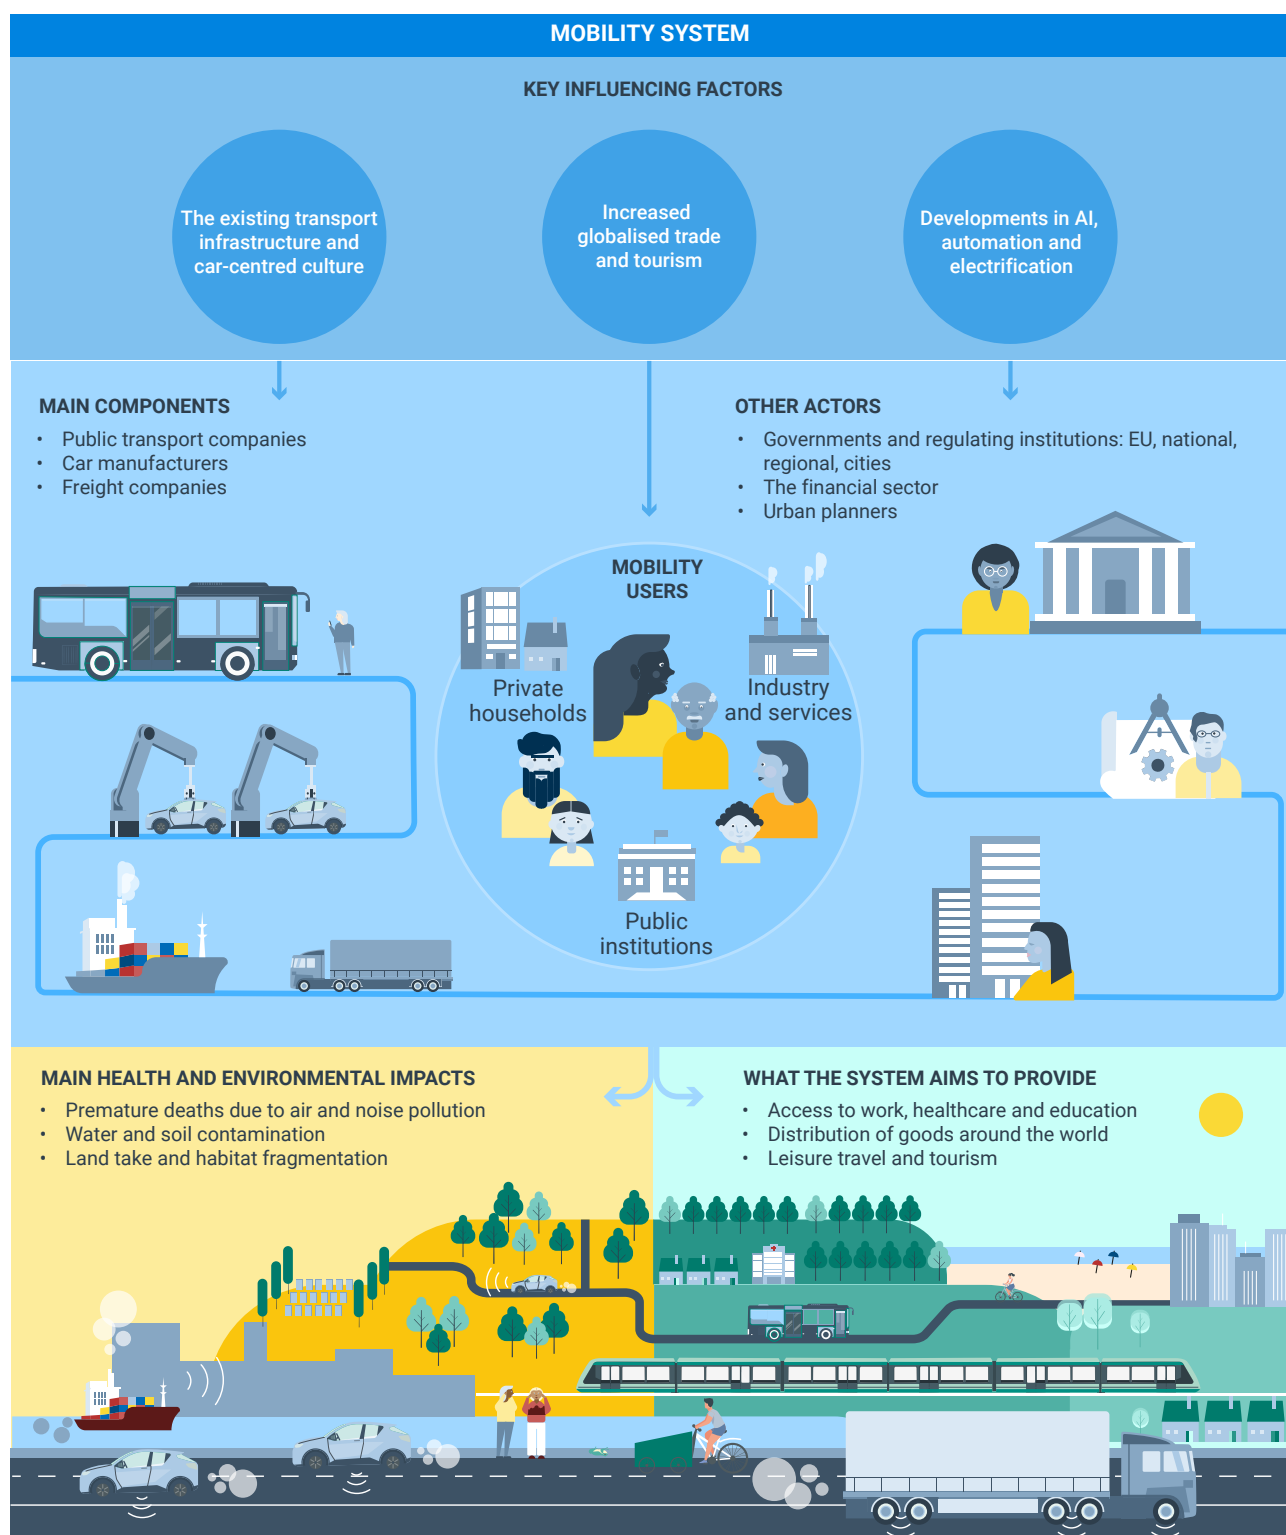 MOBILITY SYSTEM
KEY INFLUENCING FACTORS
The existing transport
infrastructure and
car-centred culture
Increased
globalised trade
and tourism
Developments in AI,
automation and
electrification
MAIN COMPONENTS
• Public transport companies
• Car manufacturers
• Freight companies
OTHER ACTORS
• Governments and regulating institutions: EU, national,
regional, cities
• The financial sector
• Urban planners
MOBILITY
USERS
Private
households
Industry
and services
Public
institutions
MAIN HEALTH AND ENVIRONMENTAL IMPACTS
• Premature deaths due to air and noise pollution
• Water and soil contamination
• Land take and habitat fragmentation
WHAT THE SYSTEM AIMS TO PROVIDE
• Access to work, healthcare and education
• Distribution of goods around the world
• Leisure travel and tourism